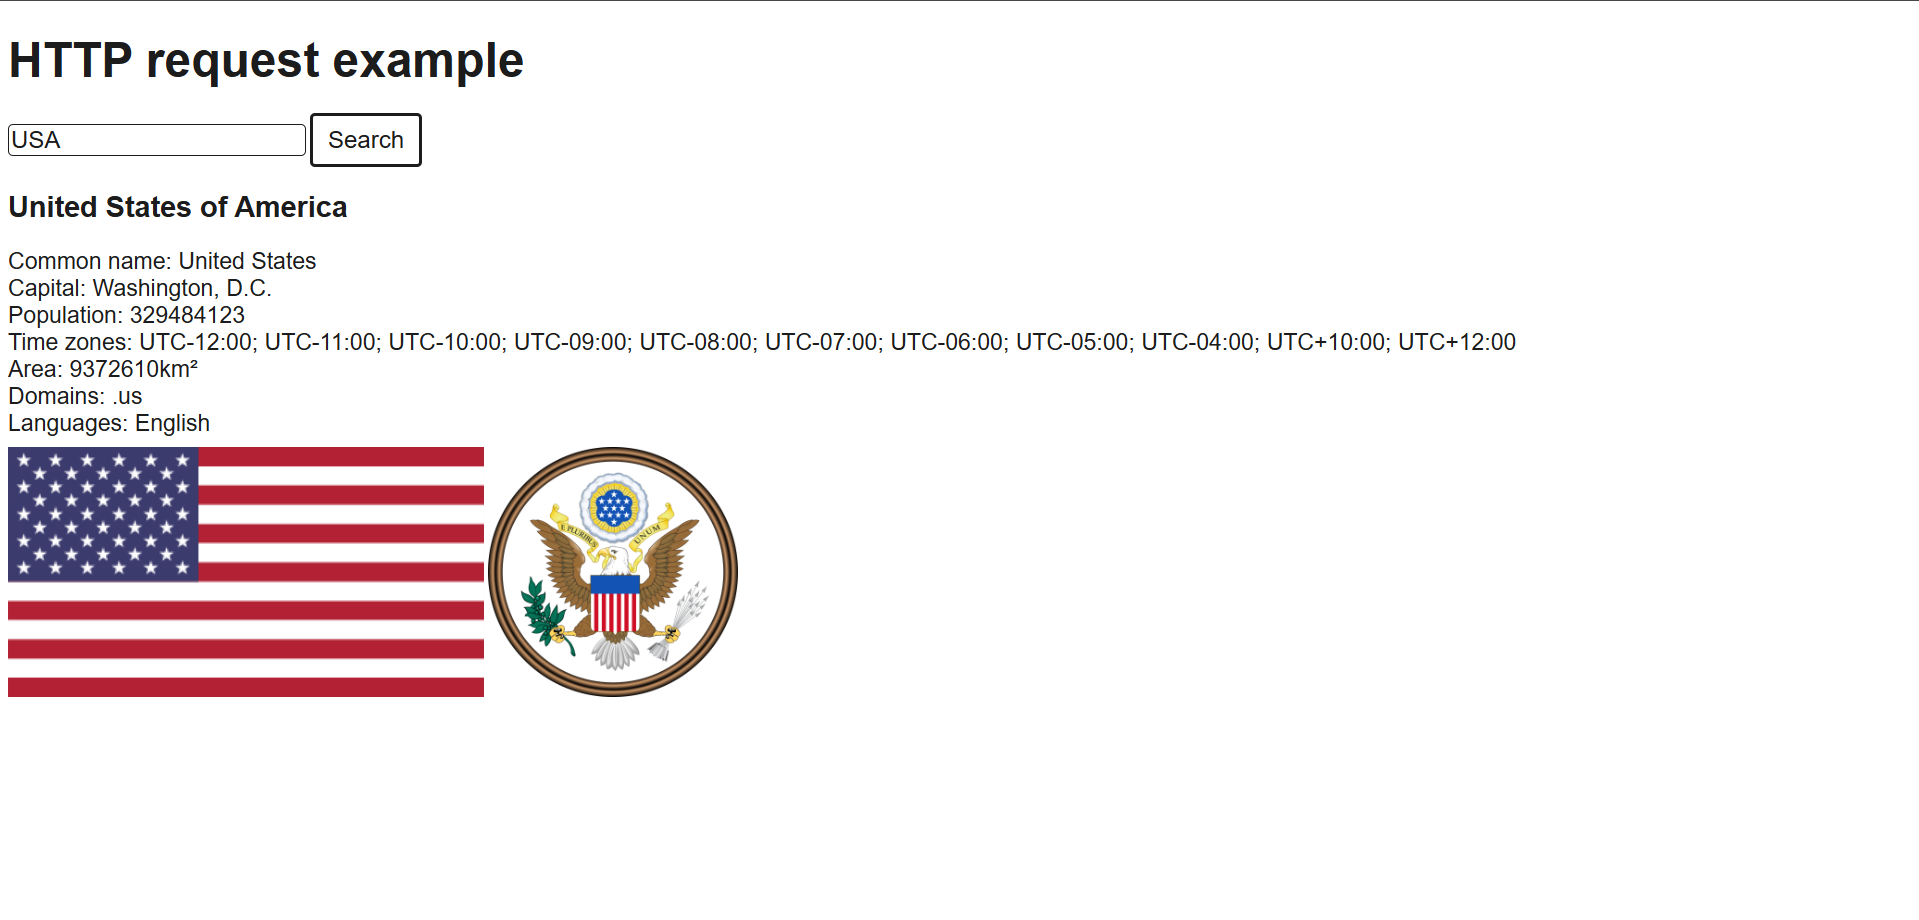 HTTP request example
USA
Search
United States of America
Common name: United States
Capital: Washington, D.C.
Population: 329484123
Time zones: UTC-12:00; UTC-11:00; UTC-10:00; UTC-09:00; UTC-08:00; UTC-07:00; UTC-06:00; UTC-05:00; UTC-04:00; UTC+10:00; UTC+12:00
Area: 9372610km²
Domains: .us
Languages: English
E PLURIBUS UNUM